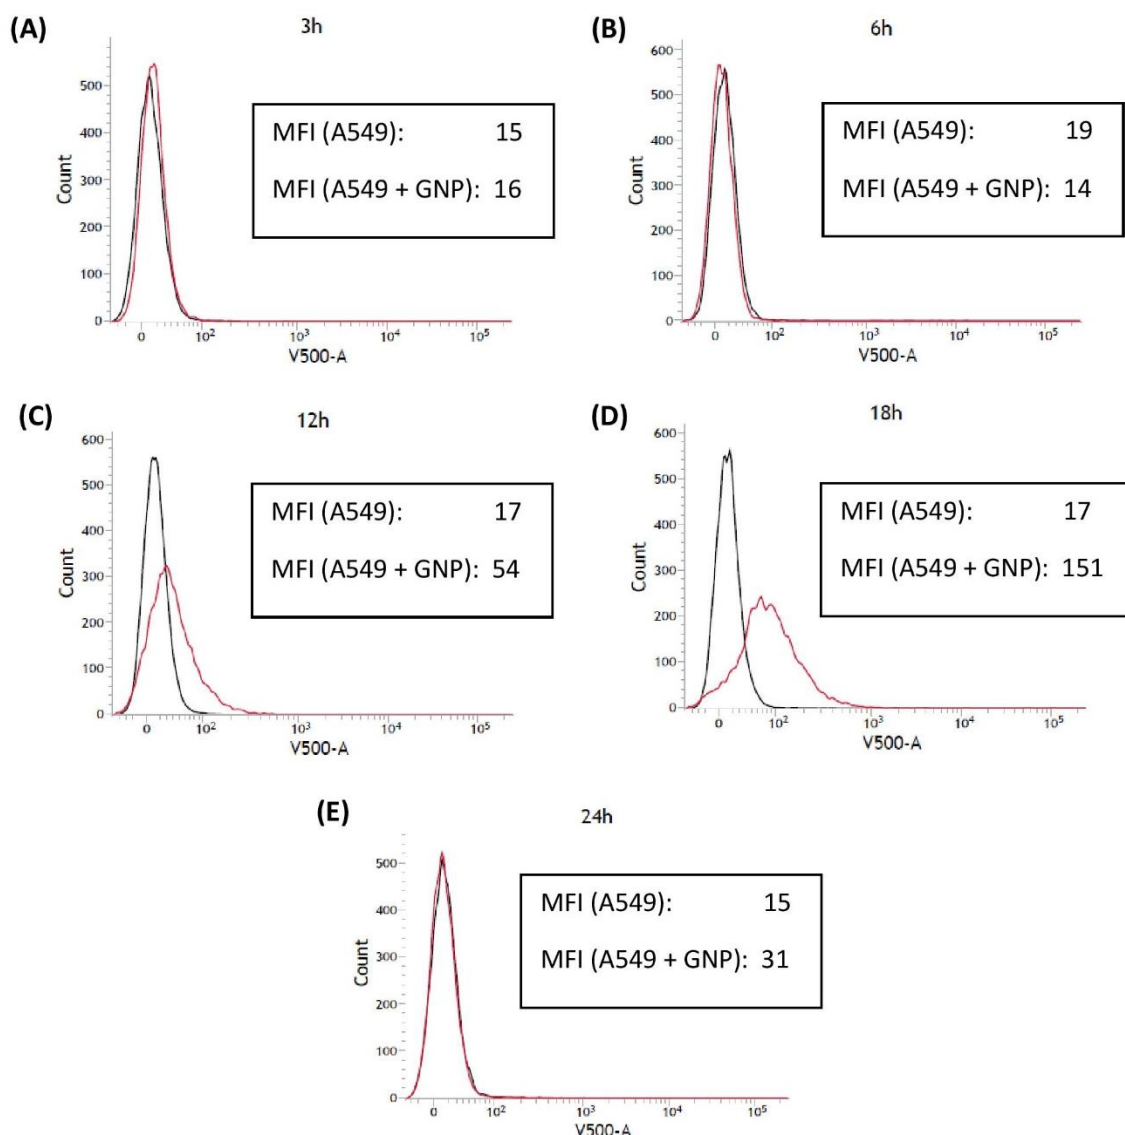 (A)
3h
Count
500
400
300
200
100
0
0 10² 10³ 10⁴ 10⁵
V500-A
MFI (A549): 15
MFI (A549 + GNP): 16
(B)
6h
Count
600
500
400
300
200
100
0
0 10² 10³ 10⁴ 10⁵
V500-A
MFI (A549): 19
MFI (A549 + GNP): 14
(C)
12h
Count
600
500
400
300
200
100
0
0 10² 10³ 10⁴ 10⁵
V500-A
MFI (A549): 17
MFI (A549 + GNP): 54
(D)
18h
Count
600
500
400
300
200
100
0
0 10² 10³ 10⁴ 10⁵
V500-A
MFI (A549): 17
MFI (A549 + GNP): 151
(E)
24h
Count
500
400
300
200
100
0
0 10² 10³ 10⁴ 10⁵
V500-A
MFI (A549): 15
MFI (A549 + GNP): 31